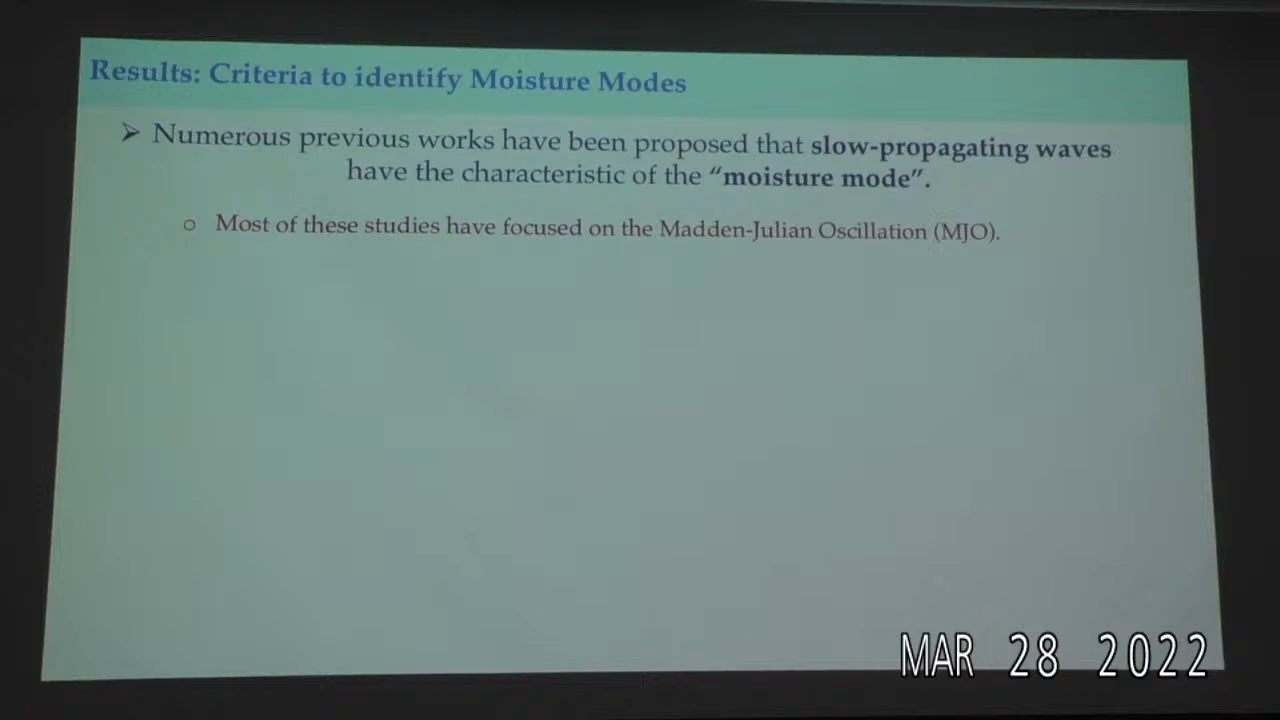 Results: Criteria to identify Moisture Modes
➤ Numerous previous works have been proposed that slow-propagating waves
have the characteristic of the “moisture mode”.
o Most of these studies have focused on the Madden-Julian Oscillation (MJO).
MAR 28 2022